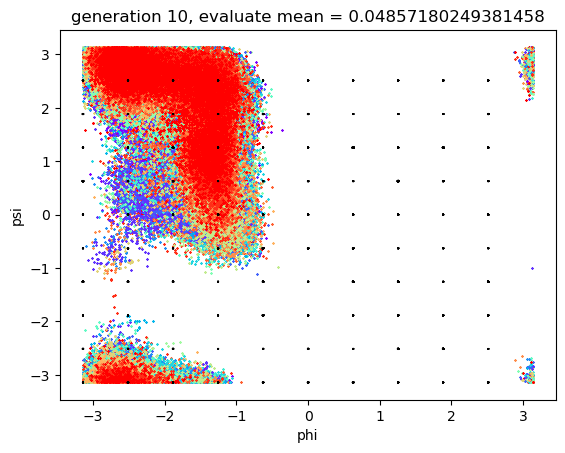 generation 10, evaluate mean = 0.04857180249381458
3
2
1
0
−1
−2
−3
psi
−3 −2 −1 0 1 2 3
phi